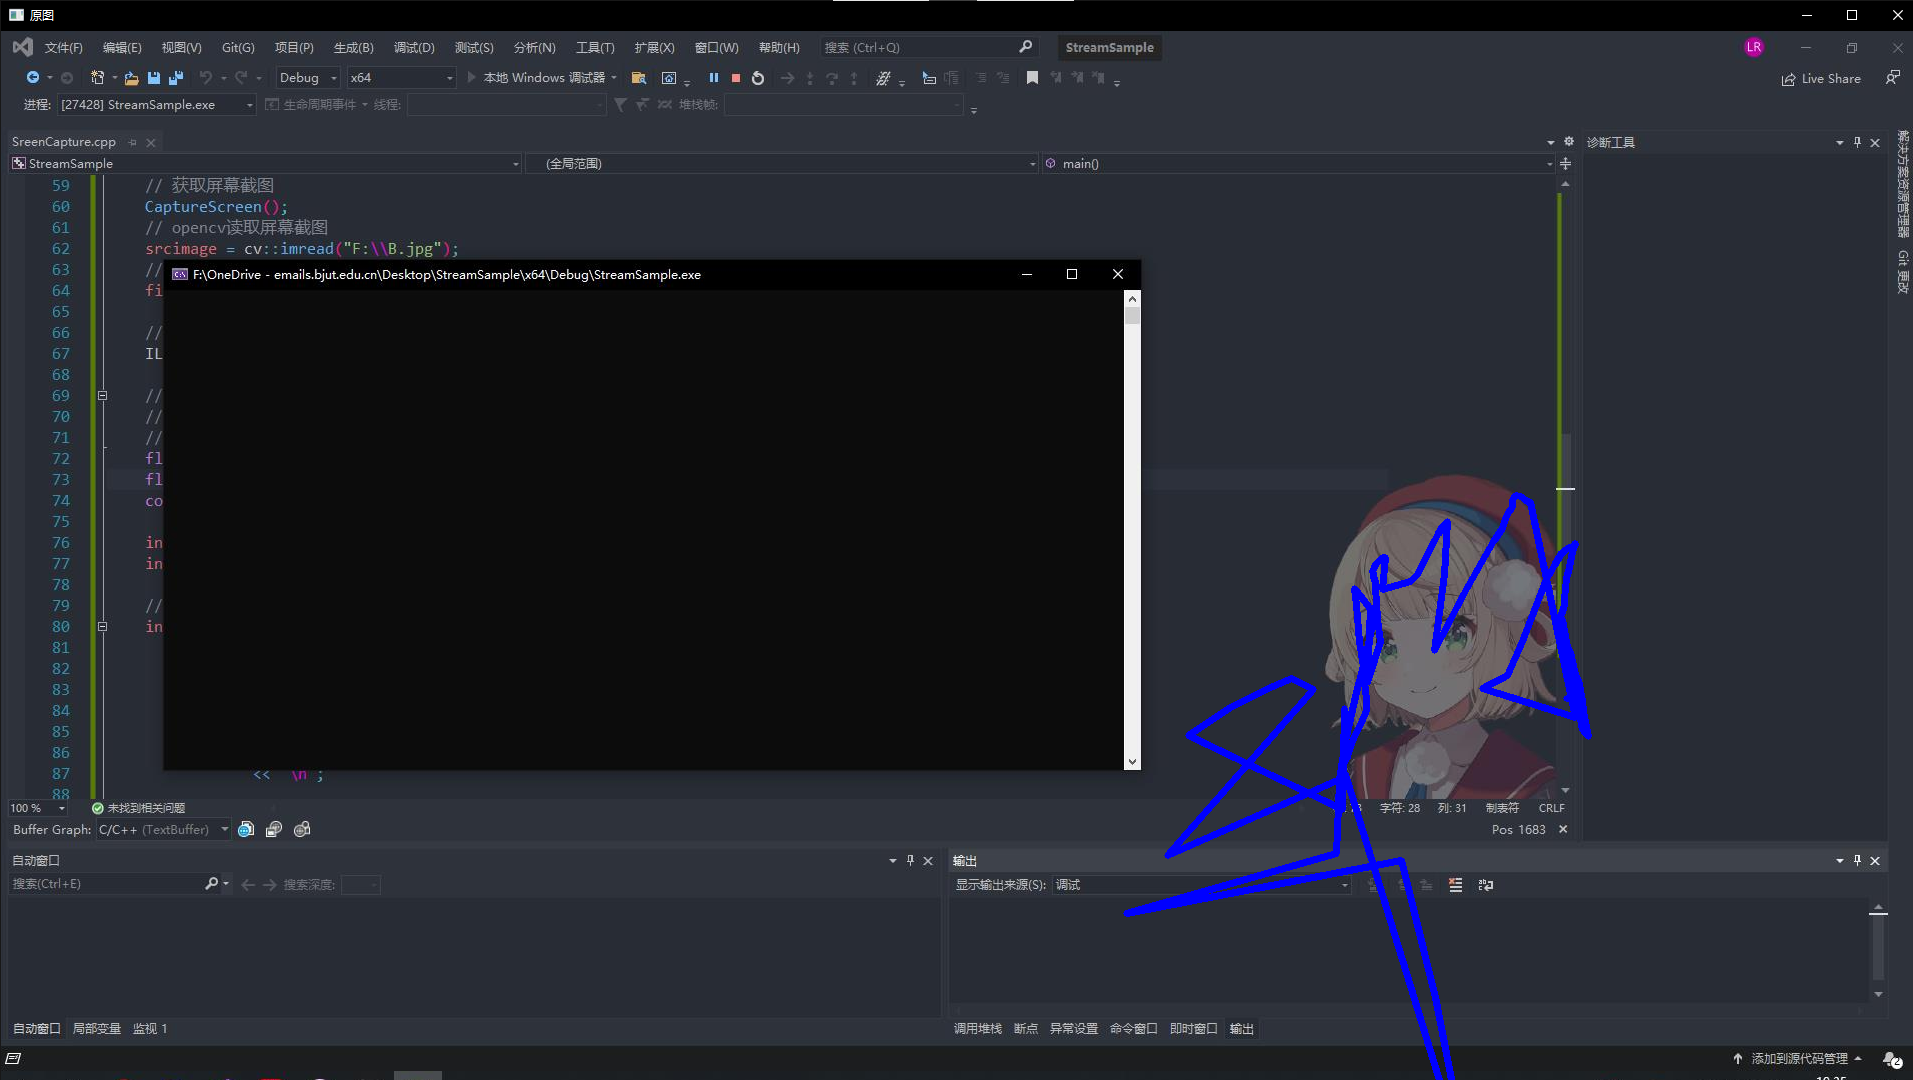 原图
文件(F) 编辑(E) 视图(V) Git(G) 项目(P) 生成(B) 调试(D) 测试(S) 分析(N) 工具(T) 扩展(X) 窗口(W) 帮助(H) 搜索 (Ctrl+Q) StreamSample LR
Debug x64 本地 Windows 调试器 Live Share
进程: [27428] StreamSample.exe 生命周期事件 线程: 堆栈帧:
SreenCapture.cpp
StreamSample (全局范围) main()
59 // 获取屏幕截图
60 CaptureScreen();
61 // opencv读取屏幕截图
62 srcimage = cv::imread("F:\\B.jpg");
63 //
64 fi
65
66 //
67 IL
68
69 //
70 //
71 //
72 fl
73 fl
74 co
75
76 in
77 in
78
79 //
80 in
81
82
83
84
85
86
87 << \n ;
88
F:\OneDrive - emails.bjut.edu.cn\Desktop\StreamSample\x64\Debug\StreamSample.exe
诊断工具
解决方案资源管理器
Git 更改
100 % 未找到相关问题 字符: 28 列: 31 制表符 CRLF
Buffer Graph: C/C++ (TextBuffer) Pos 1683
自动窗口
搜索(Ctrl+E) 搜索深度:
自动窗口 局部变量 监视 1
输出
显示输出来源(S): 调试
调用堆栈 断点 异常设置 命令窗口 即时窗口 输出
添加到源代码管理 2